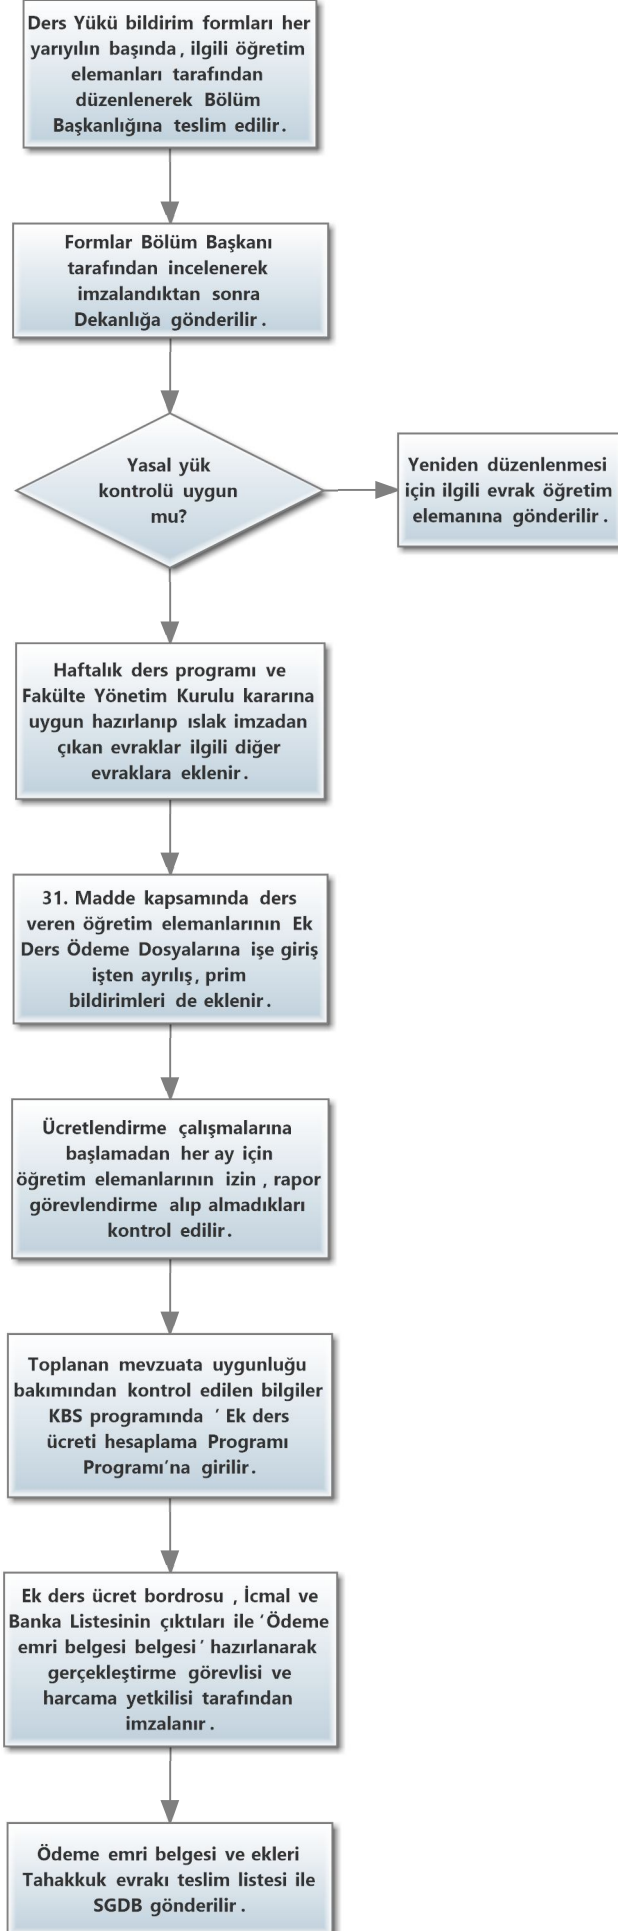 Ders Yükü bildirim formları her
yarıyılın başında, ilgili öğretim
elemanları tarafından
düzenlenerek Bölüm
Başkanlığına teslim edilir.
Formlar Bölüm Başkanı
tarafından incelenerek
imzalandıktan sonra
Dekanlığa gönderilir.
Yasal yük
kontrolü uygun
mu?
Yeniden düzenlenmesi
için ilgili evrak öğretim
elemanına gönderilir.
Haftalık ders programı ve
Fakülte Yönetim Kurulu kararına
uygun hazırlanıp ıslak imzadan
çıkan evraklar ilgili diğer
evraklara eklenir.
31. Madde kapsamında ders
veren öğretim elemanlarının Ek
Ders Ödeme Dosyalarına işe giriş
işten ayrılış, prim
bildirimleri de eklenir.
Ücretlendirme çalışmalarına
başlamadan her ay için
öğretim elemanlarının izin, rapor
görevlendirme alıp almadıkları
kontrol edilir.
Toplanan mevzuata uygunluğu
bakımından kontrol edilen bilgiler
KBS programında ‘ Ek ders
ücreti hesaplama Programı
Programı’na girilir.
Ek ders ücret bordrosu, İcmal ve
Banka Listesinin çıktıları ile ‘Ödeme
emri belgesi belgesi’ hazırlanarak
gerçekleştirme görevlisi ve
harcama yetkilisi tarafından
imzalanır.
Ödeme emri belgesi ve ekleri
Tahakkuk evrakı teslim listesi ile
SGDB gönderilir.